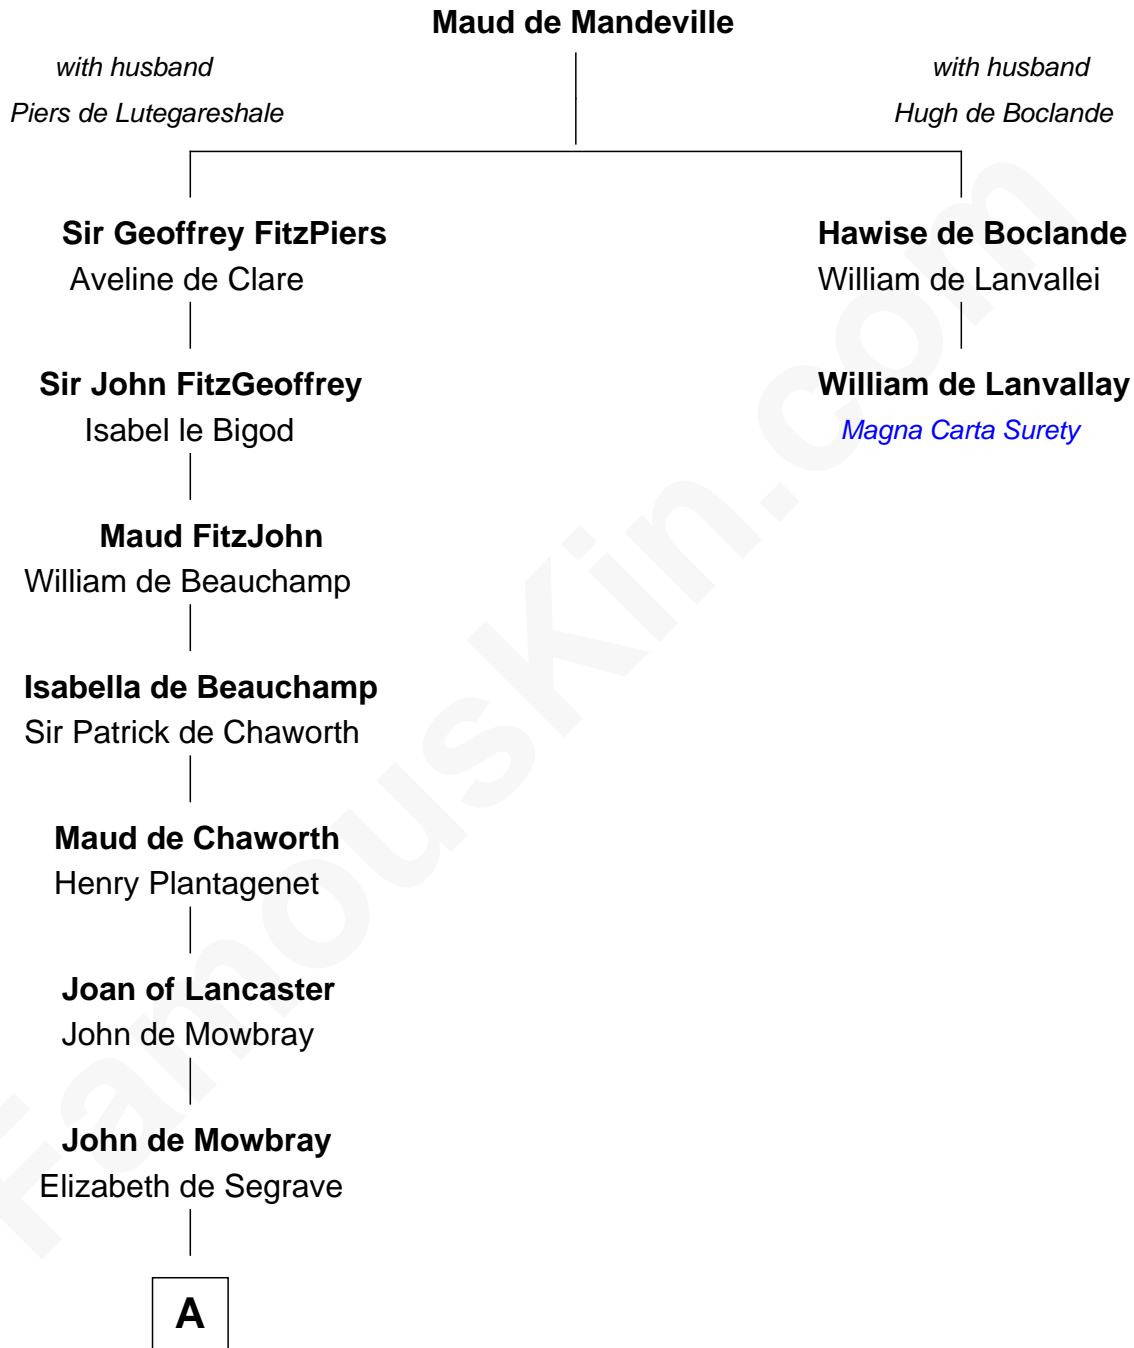 Maud de Mandeville
with husband
Piers de Lutegareshale
with husband
Hugh de Boclande
Sir Geoffrey FitzPiers
Aveline de Clare
Hawise de Boclande
William de Lanvallei
Sir John FitzGeoffrey
Isabel le Bigod
William de Lanvallay
Magna Carta Surety
Maud FitzJohn
William de Beauchamp
Isabella de Beauchamp
Sir Patrick de Chaworth
Maud de Chaworth
Henry Plantagenet
Joan of Lancaster
John de Mowbray
John de Mowbray
Elizabeth de Segrave
A
FamousKin.com